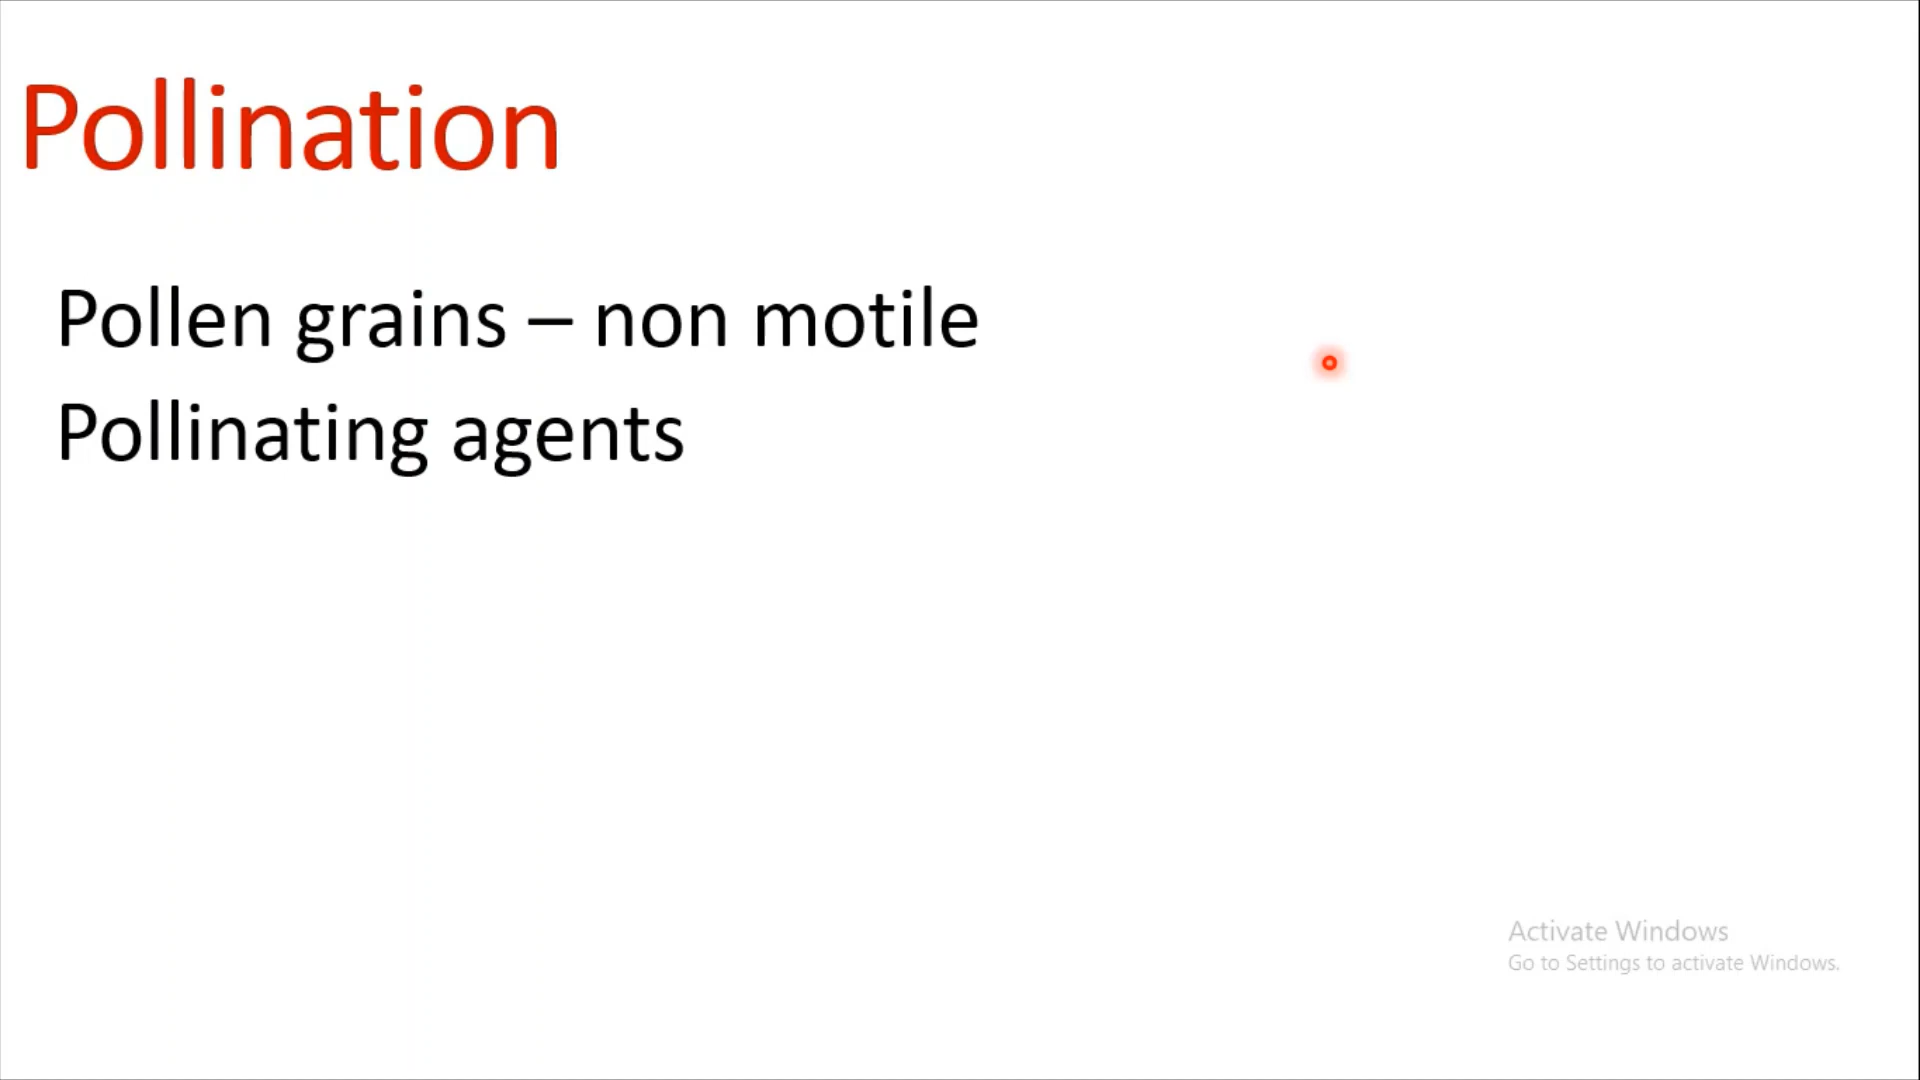 Pollination
Pollen grains – non motile
Pollinating agents
Activate Windows
Go to Settings to activate Windows.